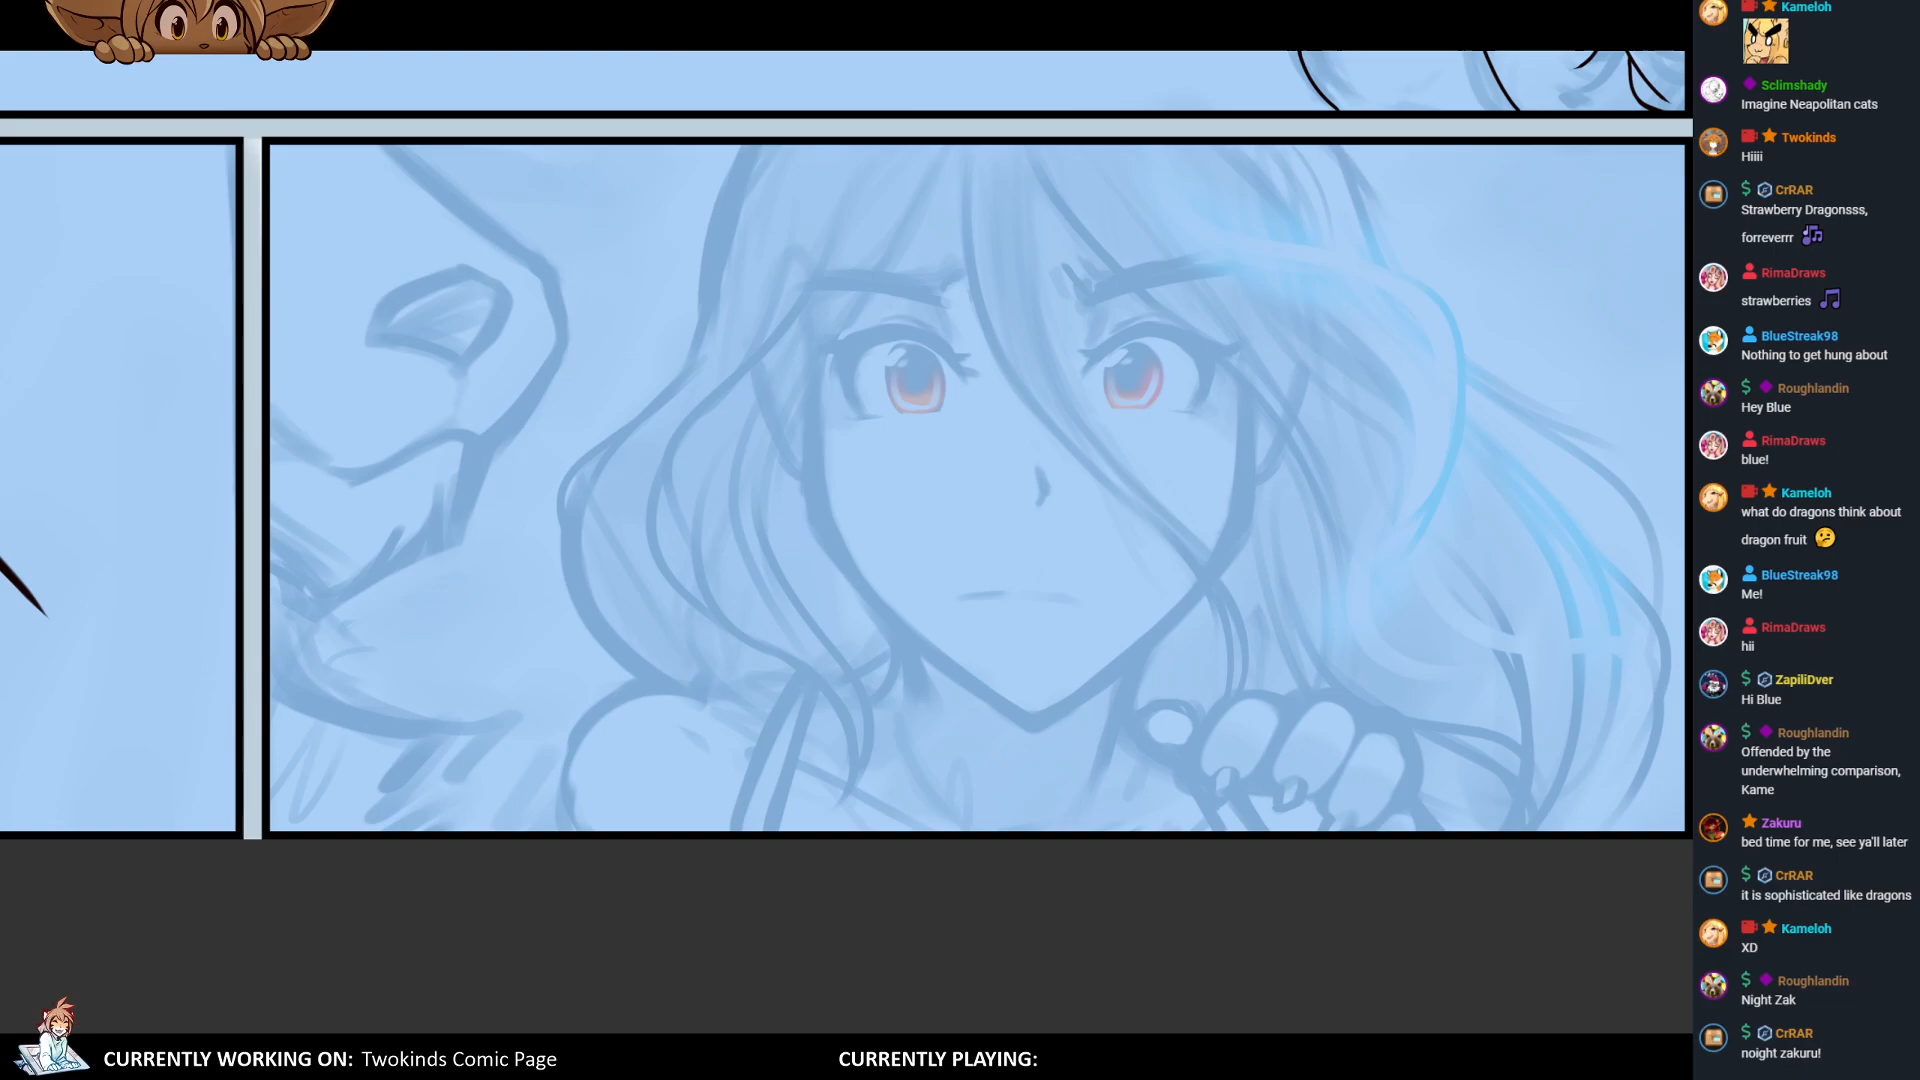 Kameloh
Sclimshady
Imagine Neapolitan cats
Twokinds
Hiiii
CrRAR
Strawberry Dragonsss,
forreverrr
RimaDraws
strawberries
BlueStreak98
Nothing to get hung about
Roughlandin
Hey Blue
RimaDraws
blue!
Kameloh
what do dragons think about
dragon fruit
BlueStreak98
Me!
RimaDraws
hii
ZapiliDver
Hi Blue
Roughlandin
Offended by the
underwhelming comparison,
Kame
Zakuru
bed time for me, see ya'll later
CrRAR
it is sophisticated like dragons
Kameloh
XD
Roughlandin
Night Zak
CrRAR
noight zakuru!
CURRENTLY WORKING ON: Twokinds Comic Page
CURRENTLY PLAYING: